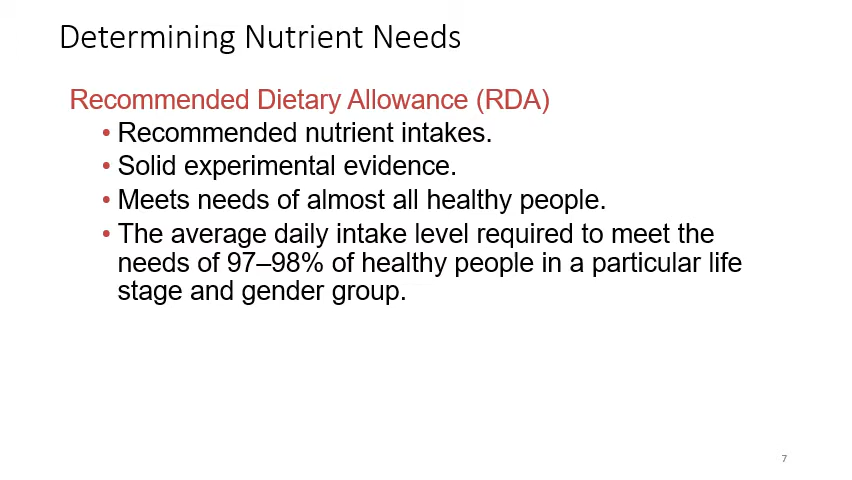 Determining Nutrient Needs
Recommended Dietary Allowance (RDA)
• Recommended nutrient intakes.
• Solid experimental evidence.
• Meets needs of almost all healthy people.
• The average daily intake level required to meet the
needs of 97–98% of healthy people in a particular life
stage and gender group.
7